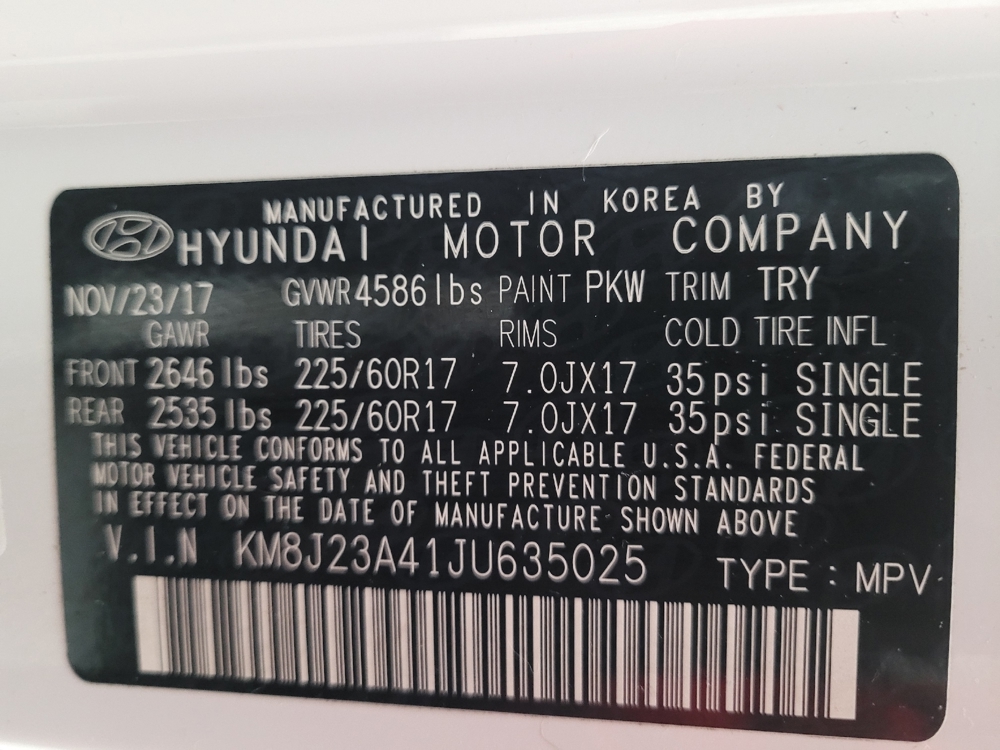 MANUFACTURED IN KOREA BY
HYUNDAI MOTOR COMPANY
NOV/23/17 GVWR 4586 lbs PAINT PKW TRIM TRY
GAWR TIRES RIMS COLD TIRE INFL
FRONT 2646 lbs 225/60R17 7.0JX17 35psi SINGLE
REAR 2535 lbs 225/60R17 7.0JX17 35psi SINGLE
THIS VEHICLE CONFORMS TO ALL APPLICABLE U.S.A. FEDERAL
MOTOR VEHICLE SAFETY AND THEFT PREVENTION STANDARDS
IN EFFECT ON THE DATE OF MANUFACTURE SHOWN ABOVE
V.I.N KM8J23A41JU635025 TYPE : MPV